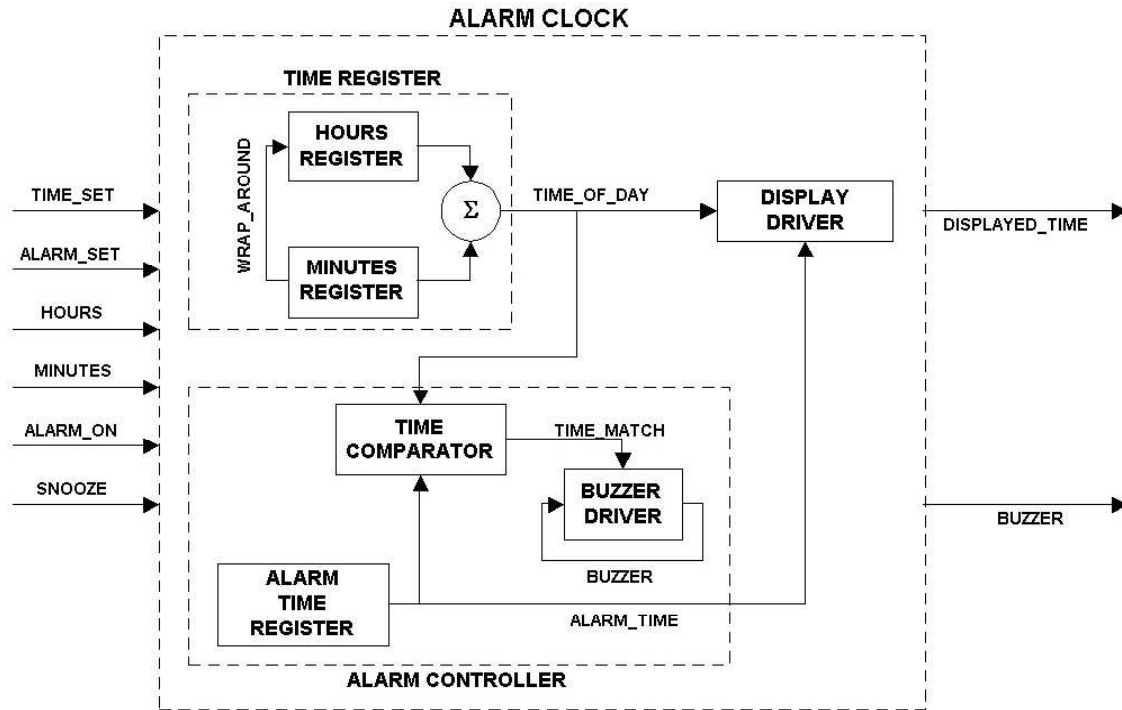 ALARM CLOCK
TIME REGISTER
HOURS
REGISTER
WRAP_AROUND
Σ
MINUTES
REGISTER
TIME_OF_DAY
DISPLAY
DRIVER
TIME_SET
ALARM_SET
HOURS
MINUTES
ALARM_ON
SNOOZE
DISPLAYED_TIME
TIME
COMPARATOR
TIME_MATCH
BUZZER
DRIVER
BUZZER
BUZZER
ALARM
TIME
REGISTER
ALARM_TIME
ALARM CONTROLLER